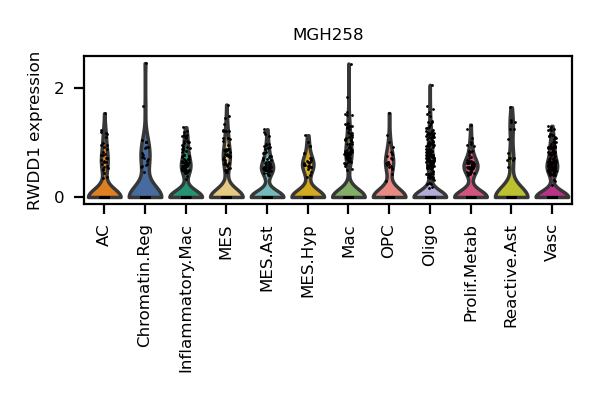 MGH258
RWDD1 expression
2
0
AC
Chromatin.Reg
Inflammatory.Mac
MES
MES.Ast
MES.Hyp
Mac
OPC
Oligo
Prolif.Metab
Reactive.Ast
Vasc